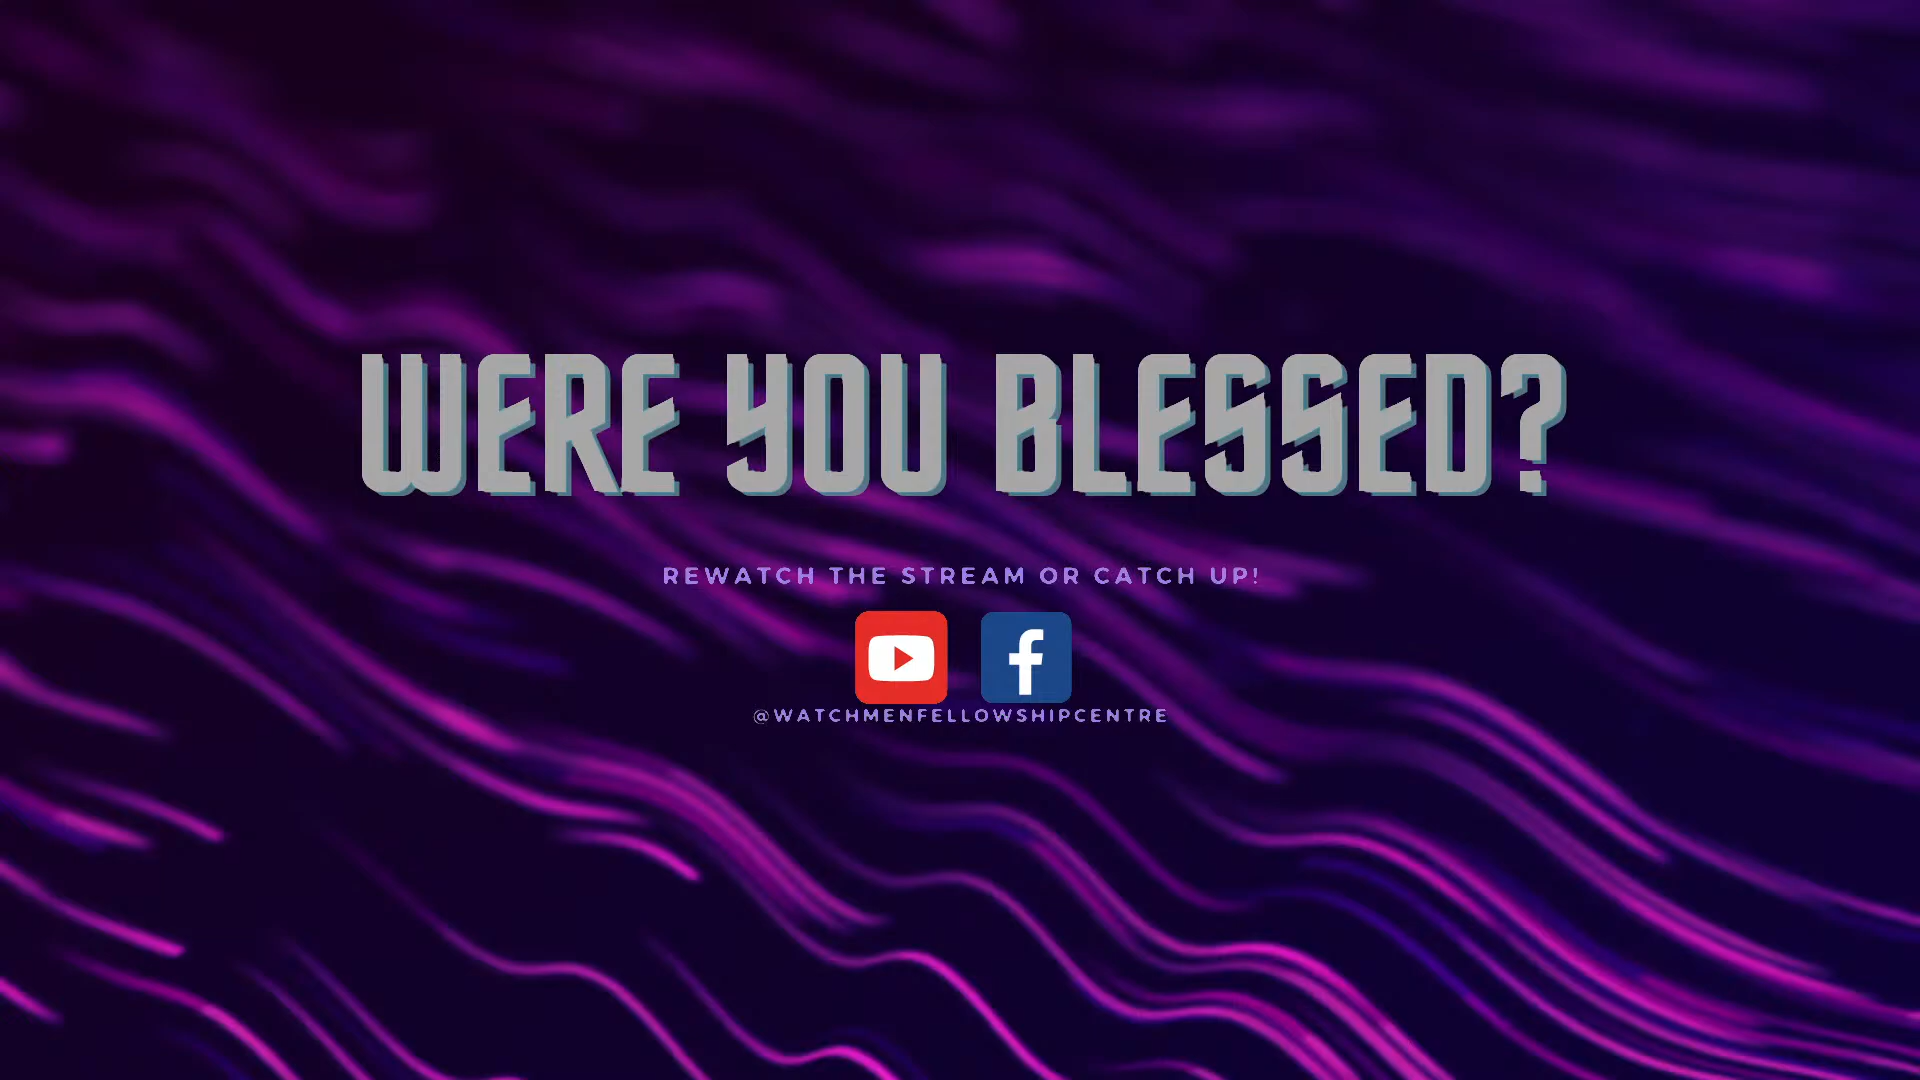 WERE YOU BLESSED?
REWATCH THE STREAM OR CATCH UP!
@WATCHMENFELLOWSHIPCENTRE